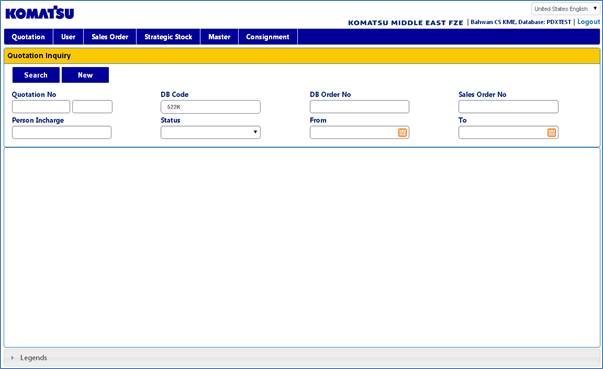 KOMATSU
United States English
KOMATSU MIDDLE EAST FZE | Bahwan CS KME, Database: PDXTEST | Logout
Quotation User Sales Order Strategic Stock Master Consignment
Quotation Inquiry
Search New
Quotation No DB Code DB Order No Sales Order No
522K
Person Incharge Status From To
Legends